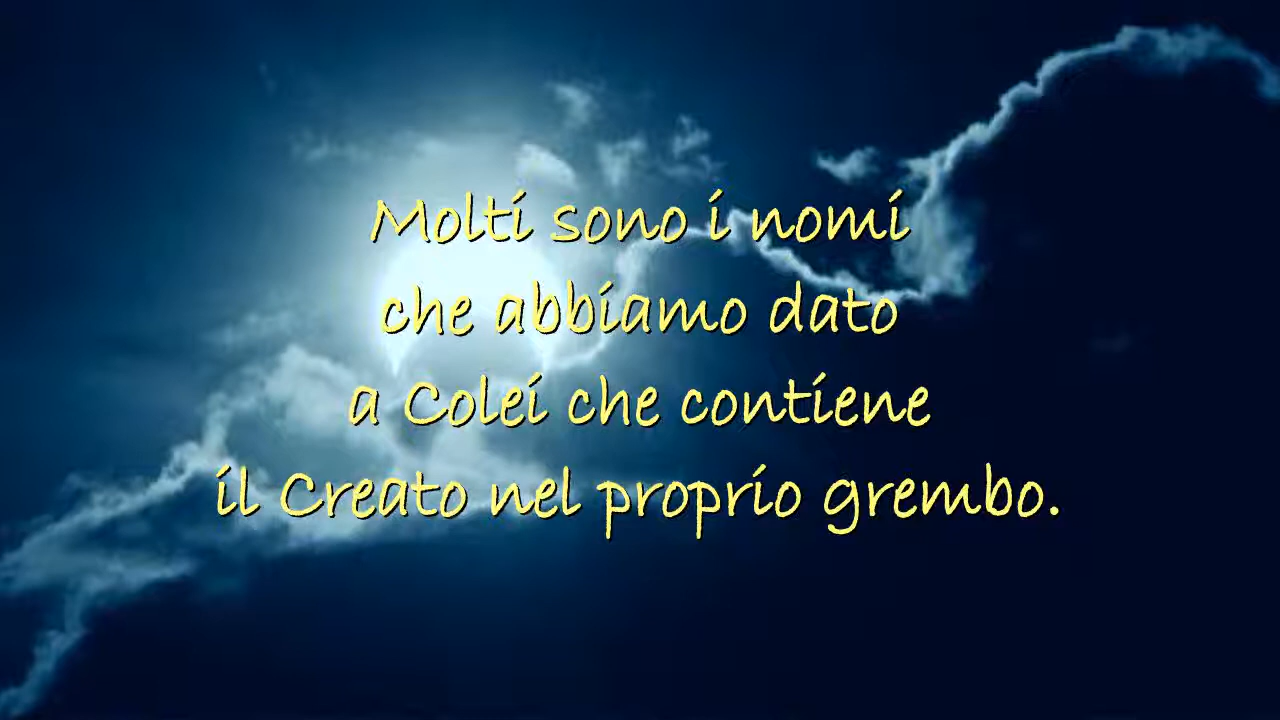 Molti sono i nomi
che abbiamo dato
a Colei che contiene
il Creato nel proprio grembo.